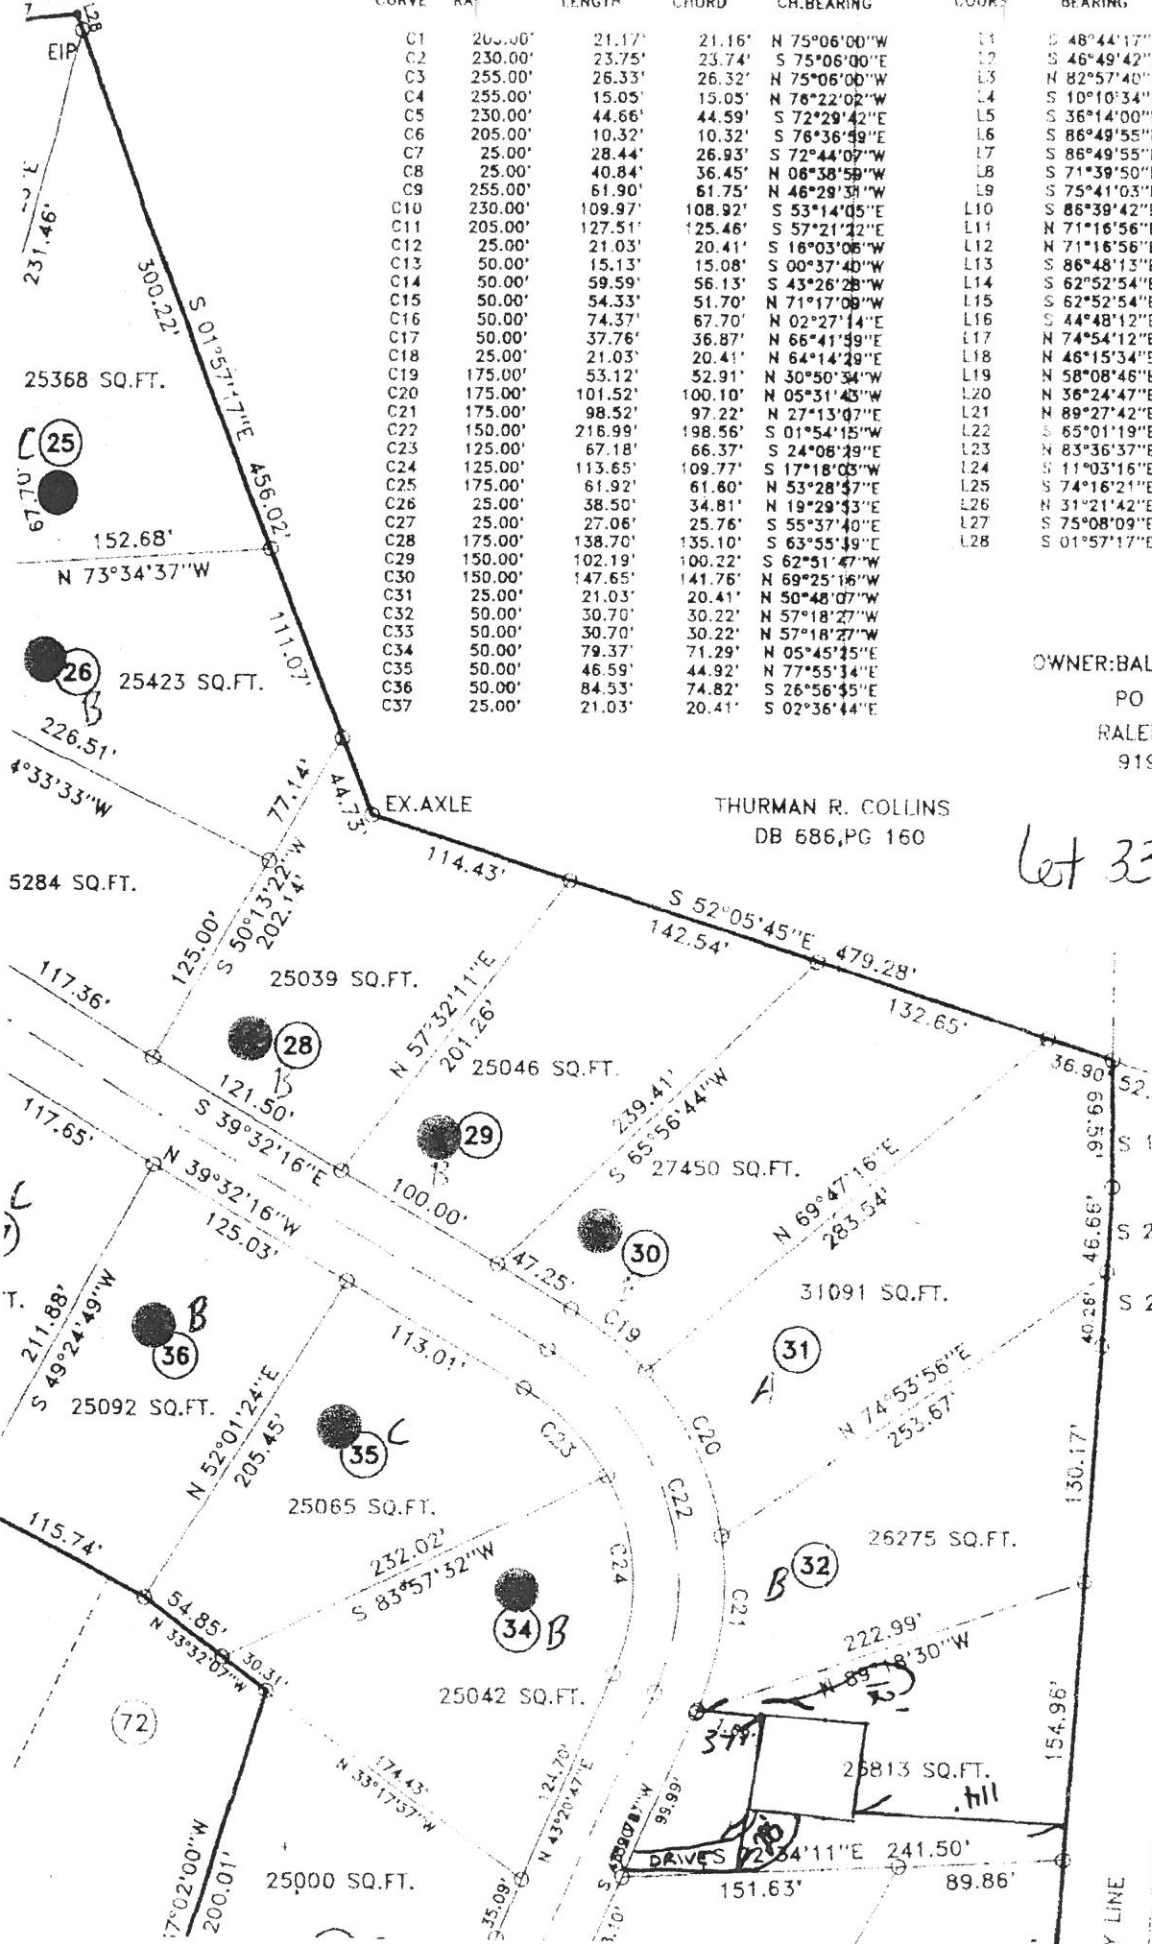 CURVE LENGTH CHORD CH.BEARING BEARING
C1 21.17' 21.16' N 75°06'00"W
C2 230.00' 23.75' 23.74' S 75°06'00"E
C3 255.00' 26.33' 26.32' N 75°06'00"W
C4 255.00' 15.05' 15.05' N 76°22'02"W
C5 230.00' 44.66' 44.59' S 72°29'42"E
C6 205.00' 10.32' 10.32' S 76°36'59"E
C7 25.00' 28.44' 26.93' S 72°44'07"W
C8 25.00' 40.84' 36.45' N 06°38'59"W
C9 255.00' 61.90' 61.75' N 46°29'31"W
C10 230.00' 109.97' 108.92' S 53°14'05"E
C11 205.00' 127.51' 125.46' S 57°21'22"E
C12 25.00' 21.03' 20.41' S 16°03'06"W
C13 50.00' 15.13' 15.08' S 00°37'40"W
C14 50.00' 59.59' 56.13' S 43°26'28"W
C15 50.00' 54.33' 51.70' N 71°17'09"W
C16 50.00' 74.37' 67.70' N 02°27'14"E
C17 50.00' 37.76' 36.87' N 66°41'59"E
C18 25.00' 21.03' 20.41' N 64°14'29"E
C19 175.00' 53.12' 52.91' N 30°50'34"W
C20 175.00' 101.52' 100.10' N 05°31'43"W
C21 175.00' 98.52' 97.22' N 27°13'07"E
C22 150.00' 216.99' 198.56' S 01°54'15"W
C23 125.00' 67.18' 66.37' S 24°08'29"E
C24 125.00' 113.65' 109.77' S 17°18'03"W
C25 175.00' 61.92' 61.60' N 53°28'57"E
C26 25.00' 38.50' 34.81' N 19°29'53"E
C27 25.00' 27.06' 25.76' S 55°37'40"E
C28 175.00' 138.70' 135.10' S 63°55'39"E
C29 150.00' 102.19' 100.22' S 62°51'47"W
C30 150.00' 147.65' 141.76' N 69°25'16"W
C31 25.00' 21.03' 20.41' N 50°48'07"W
C32 50.00' 30.70' 30.22' N 57°18'27"W
C33 50.00' 30.70' 30.22' N 57°18'27"W
C34 50.00' 79.37' 71.29' N 05°45'25"E
C35 50.00' 46.59' 44.92' N 77°55'34"E
C36 50.00' 84.53' 74.82' S 26°56'55"E
C37 25.00' 21.03' 20.41' S 02°36'44"E
L1 S 48°44'17"
L2 S 46°49'42"
L3 N 82°57'40"
L4 S 10°10'34"
L5 S 36°14'00"
L6 S 86°49'55"
L7 S 86°49'55"
L8 S 71°39'50"
L9 S 75°41'03"
L10 S 86°39'42"
L11 N 71°16'56"E
L12 N 71°16'56"E
L13 S 86°48'13"E
L14 S 62°52'54"E
L15 S 62°52'54"E
L16 S 44°48'12"E
L17 N 74°54'12"E
L18 N 46°15'34"E
L19 N 58°08'46"E
L20 N 36°24'47"E
L21 N 89°27'42"E
L22 S 65°01'19"E
L23 N 83°36'37"E
L24 S 11°03'16"E
L25 S 74°16'21"E
L26 N 31°21'42"E
L27 S 75°08'09"E
L28 S 01°57'17"E
L28
EIP
231.46'
300.22'
S 01°57'17"E 456.02'
25368 SQ.FT.
C 25
67.70'
152.68'
N 73°34'37"W
111.07'
26
B
25423 SQ.FT.
226.51'
4°33'33"W
77.14'
44.73'
EX.AXLE
OWNER:BAL
PO
RALE
919
THURMAN R. COLLINS
DB 686,PG 160
Lot 33
5284 SQ.FT.
114.43'
S 52°05'45"E 479.28'
142.54'
132.65'
36.90'
52.
125.00'
S 50°13'22"W
202.14'
117.36'
25039 SQ.FT.
28
B
N 57°32'11"E
201.26'
25046 SQ.FT.
29
B
121.50'
S 39°32'16"E
100.00'
239.41'
S 65°56'44"W
27450 SQ.FT.
30
47.25'
C19
N 69°47'16"E
283.54'
31091 SQ.FT.
31
A
69.56'
46.66'
40.26'
130.17'
S 2
S 2
117.65'
N 39°32'16"W
125.03'
C
211.88'
S 49°24'49"W
B
36
25092 SQ.FT.
113.01'
N 52°01'24"E
205.45'
35 C
25065 SQ.FT.
C23
C20
C22
N 74°53'56"E
253.67'
26275 SQ.FT.
B 32
115.74'
54.85'
N 33°32'07"W
30.31'
232.02'
S 83°57'32"W
C24
C21
34 B
25042 SQ.FT.
222.99'
N 89°18'30"W
72
174.43'
N 33°17'37"W
124.70'
N 43°20'47"E
99.99'
154.96'
26813 SQ.FT.
114'
DRIVE
S 72°34'11"E 241.50'
151.63'
89.86'
7°02'00"W
200.01'
25000 SQ.FT.
35.09'
Y LINE